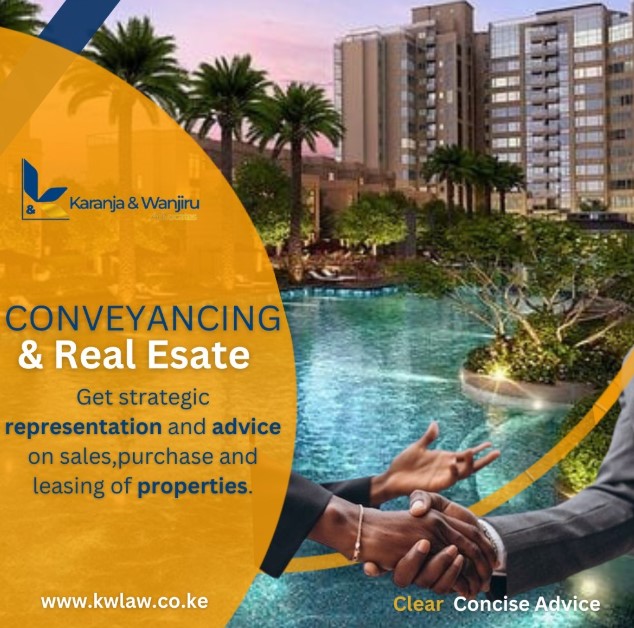 &
Karanja & Wanjiru
Advocates
CONVEYANCING
& Real Esate
Get strategic
representation and advice
on sales,purchase and
leasing of properties.
www.kwlaw.co.ke
Clear Concise Advice